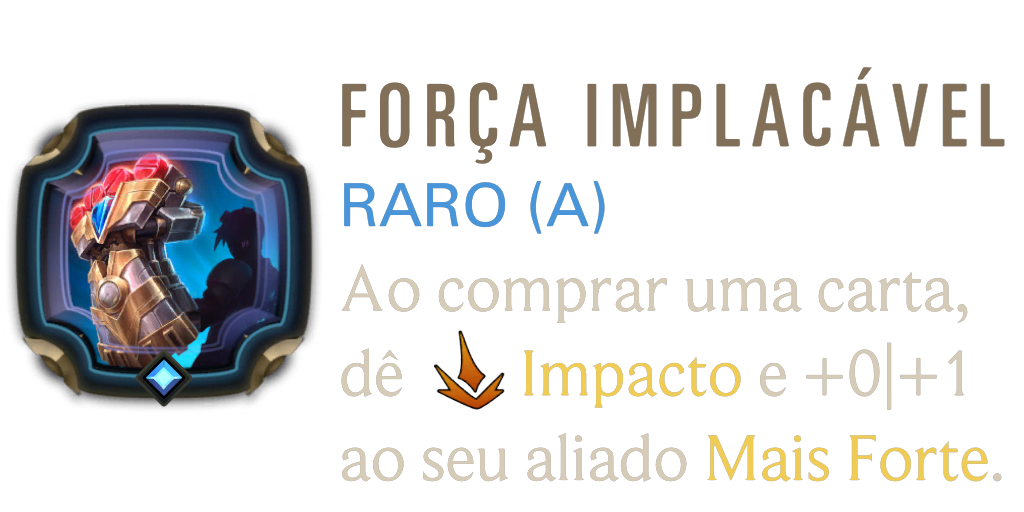 FORÇA IMPLACÁVEL
RARO (A)
Ao comprar uma carta,
dê Impacto e +0|+1
ao seu aliado Mais Forte.